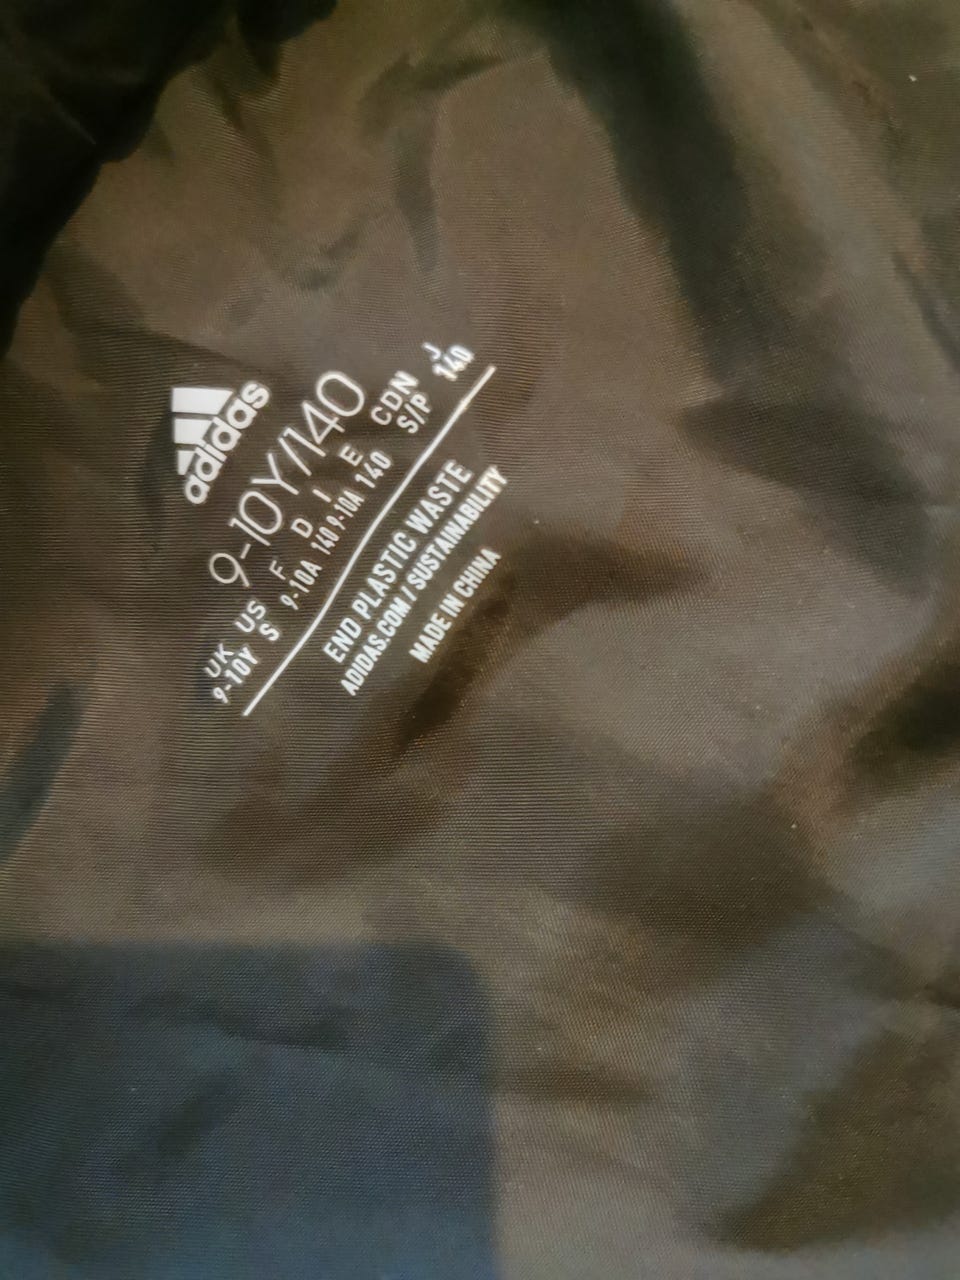 adidas
9-10Y/140
UK US F D I E CDN J
9-10Y S 9-10A 140 9-10A 140 S/P 140
END PLASTIC WASTE
ADIDAS.COM / SUSTAINABILITY
MADE IN CHINA